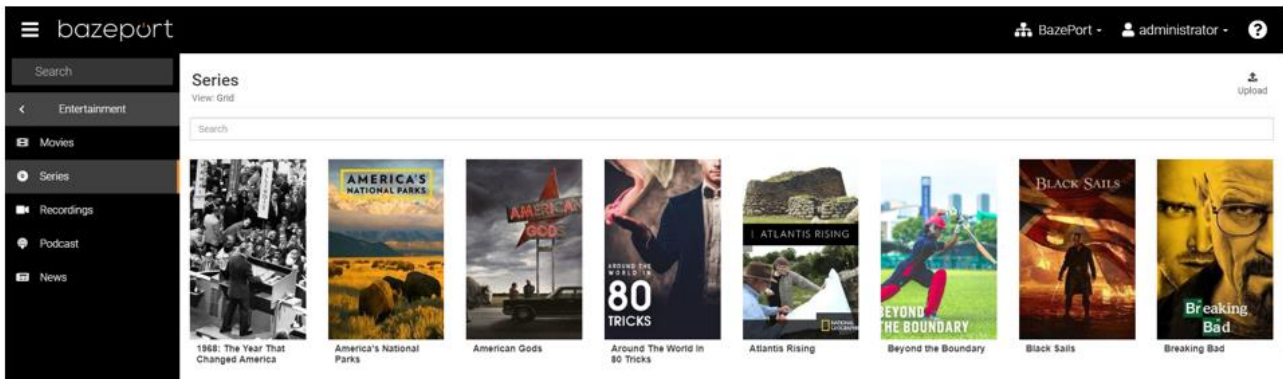 bazeport
BazePort
administrator
?
Search
Entertainment
Movies
Series
Recordings
Podcast
News
Series
View: Grid
Upload
Search
AMERICA'S
NATIONAL PARKS
AMERICAN
GODS
AROUND THE
WORLD IN
80
TRICKS
ATLANTIS RISING
NATIONAL
GEOGRAPHIC
BEYOND
THE BOUNDARY
BLACK SAILS
Breaking
Bad
1968: The Year That
Changed America
America's National
Parks
American Gods
Around The World In
80 Tricks
Atlantis Rising
Beyond the Boundary
Black Sails
Breaking Bad